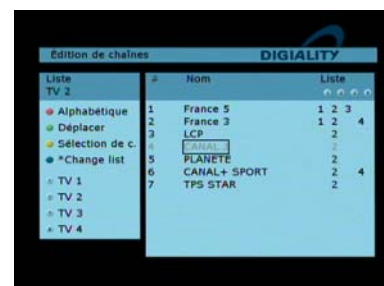 Édition de chaînes
DIGIALITY
Liste
TV 2
Alphabétique
Déplacer
Sélection de ç.
*Change list
TV 1
TV 2
TV 3
TV 4
# Nom Liste
1 France 5 1 2 3
2 France 3 1 2 4
3 LCP 2
4 CANAL J 2
5 PLANETE 2
6 CANAL+ SPORT 2 4
7 TPS STAR 2